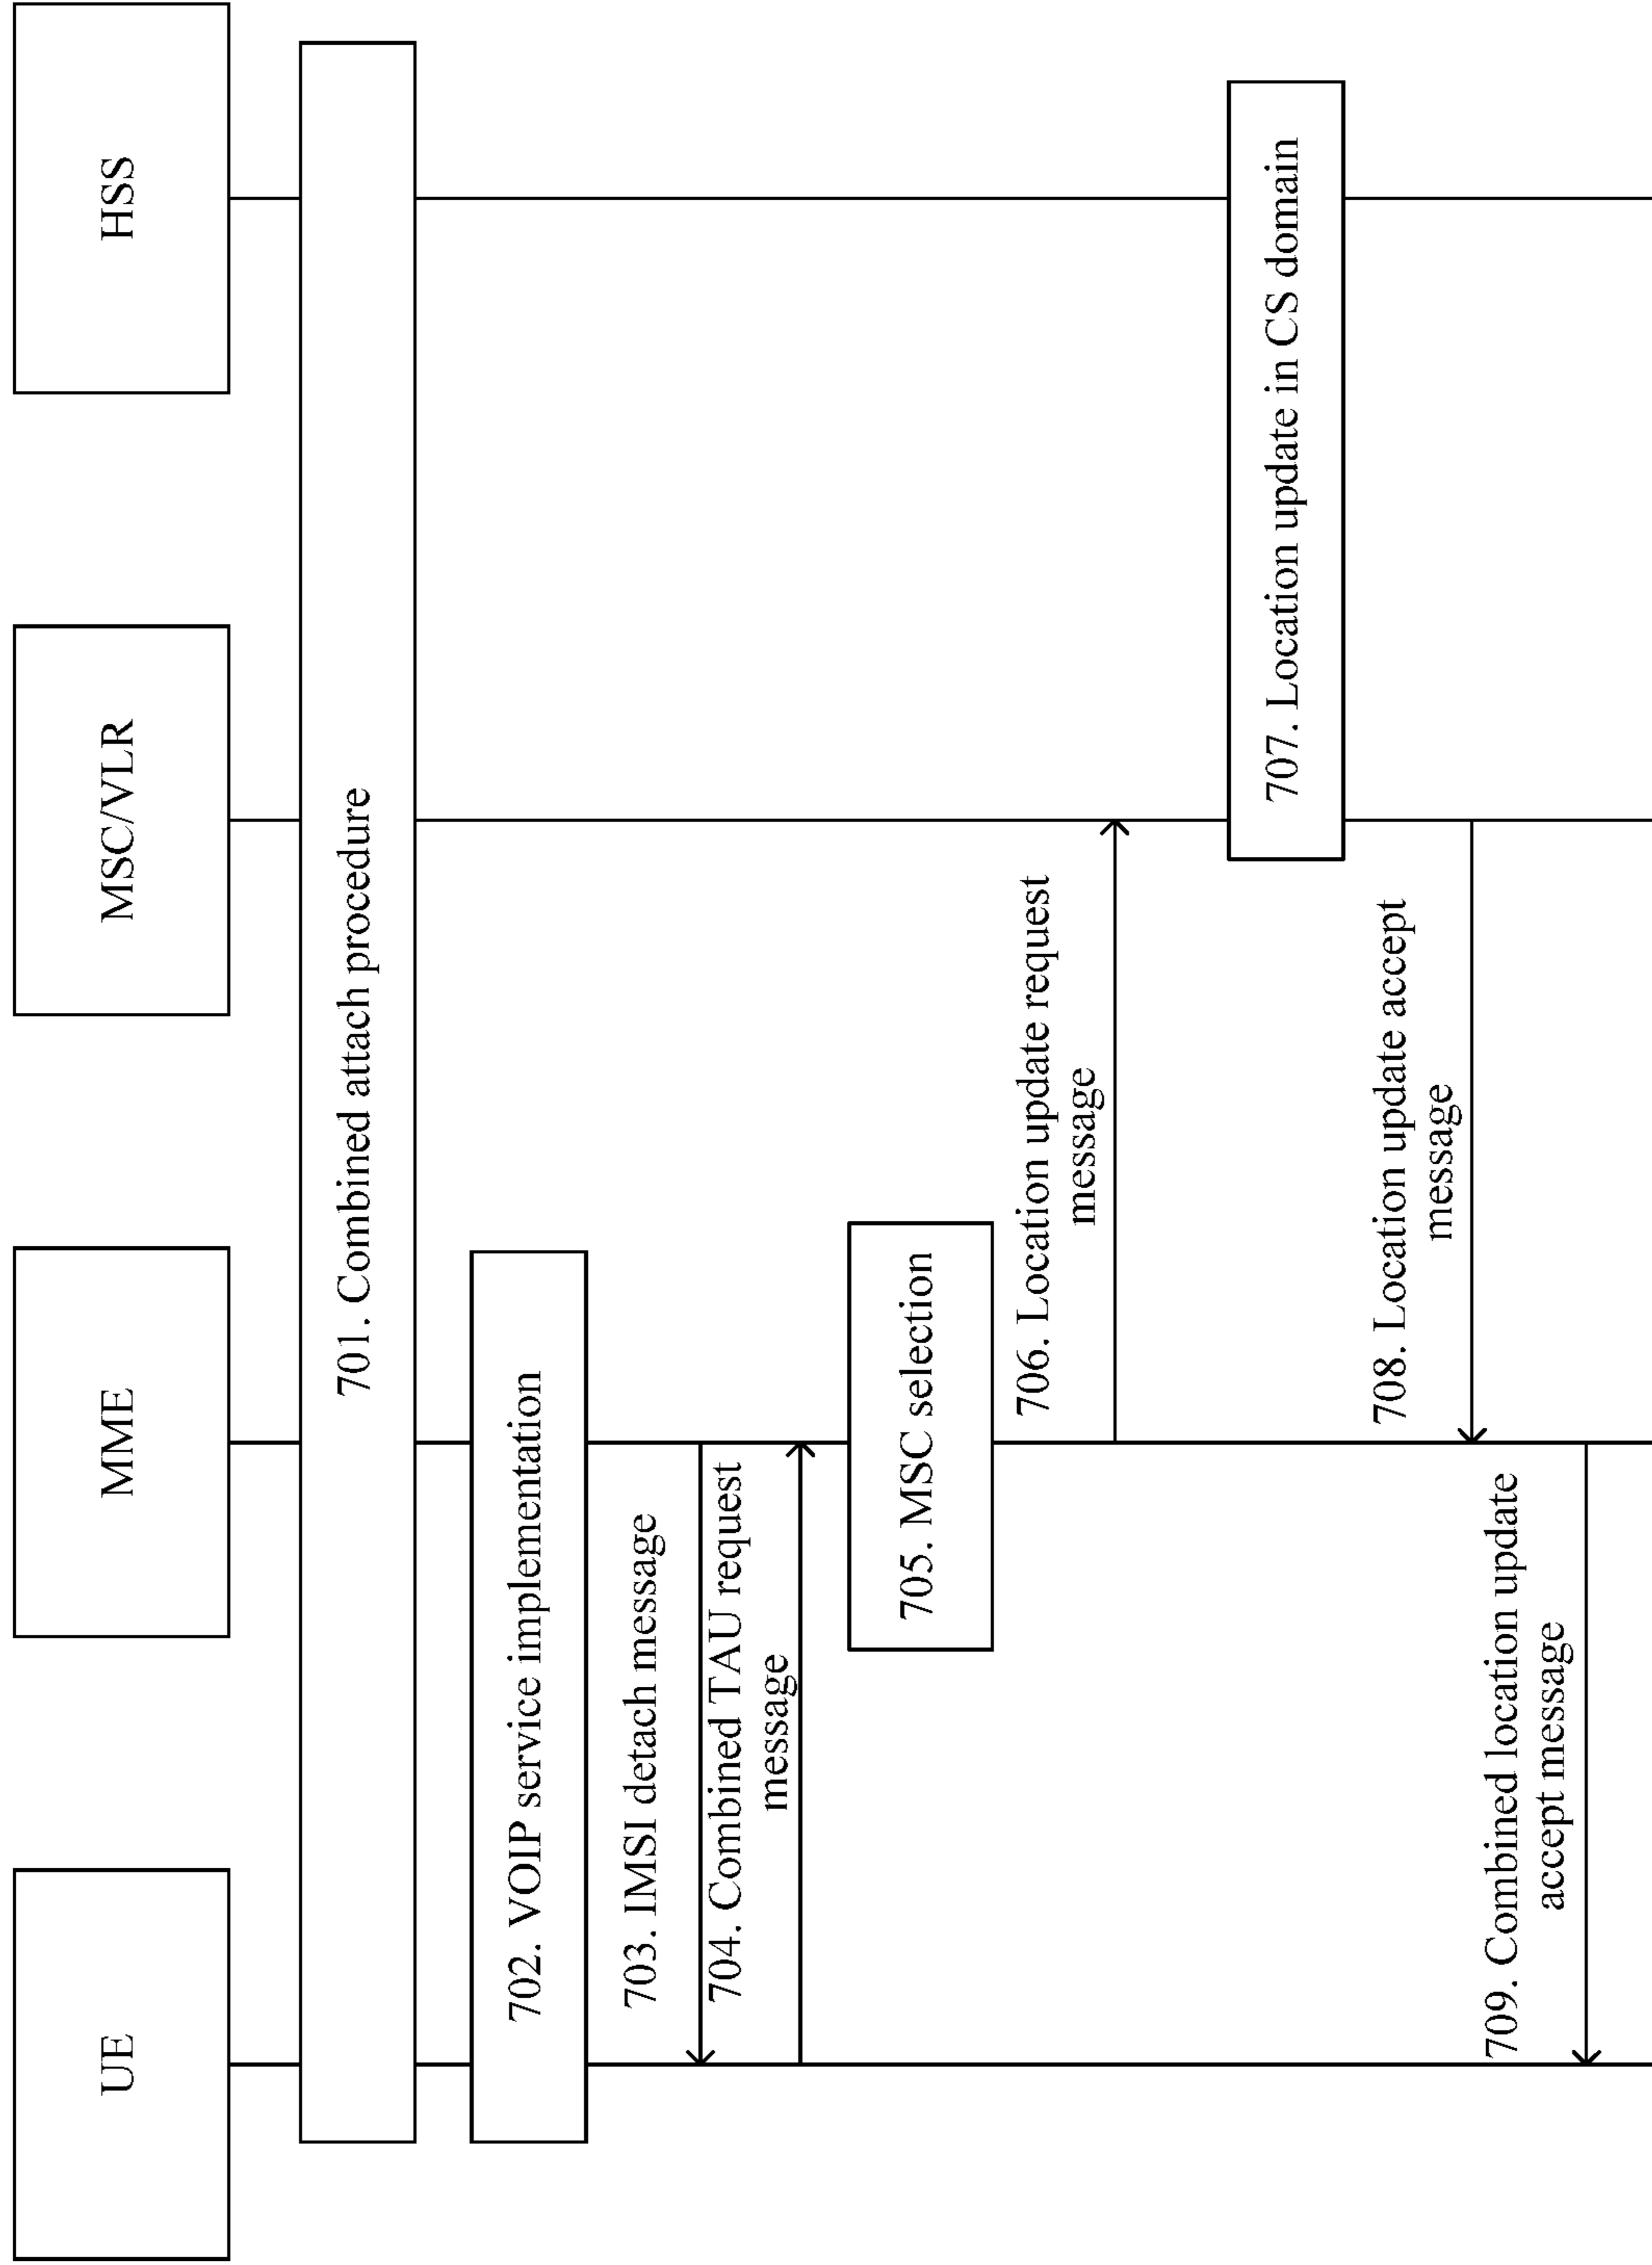 UE
MME
MSC/VLR
HSS
701. Combined attach procedure
702. VOIP service implementation
703. IMSI detach message
704. Combined TAU request
message
705. MSC selection
706. Location update request
message
707. Location update in CS domain
708. Location update accept
message
709. Combined location update
accept message